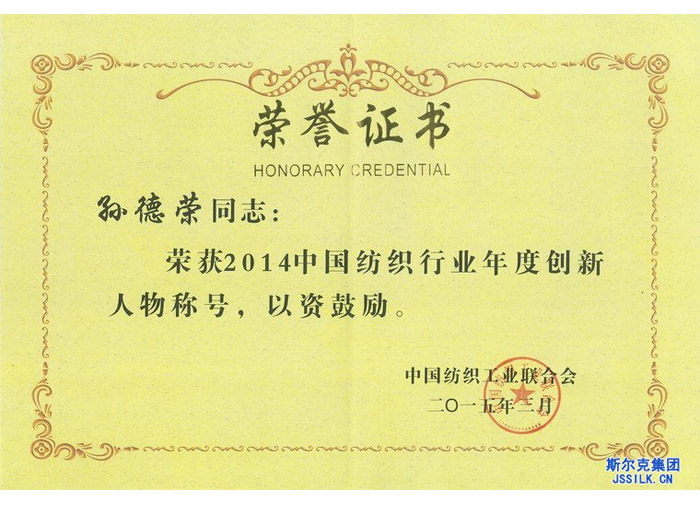 荣誉证书
HONORARY CREDENTIAL
孙德荣同志：
荣获2014中国纺织行业年度创新
人物称号，以资鼓励。
中国纺织工业联合会
二〇一五年二月
斯尔克集团
JSSILK.CN